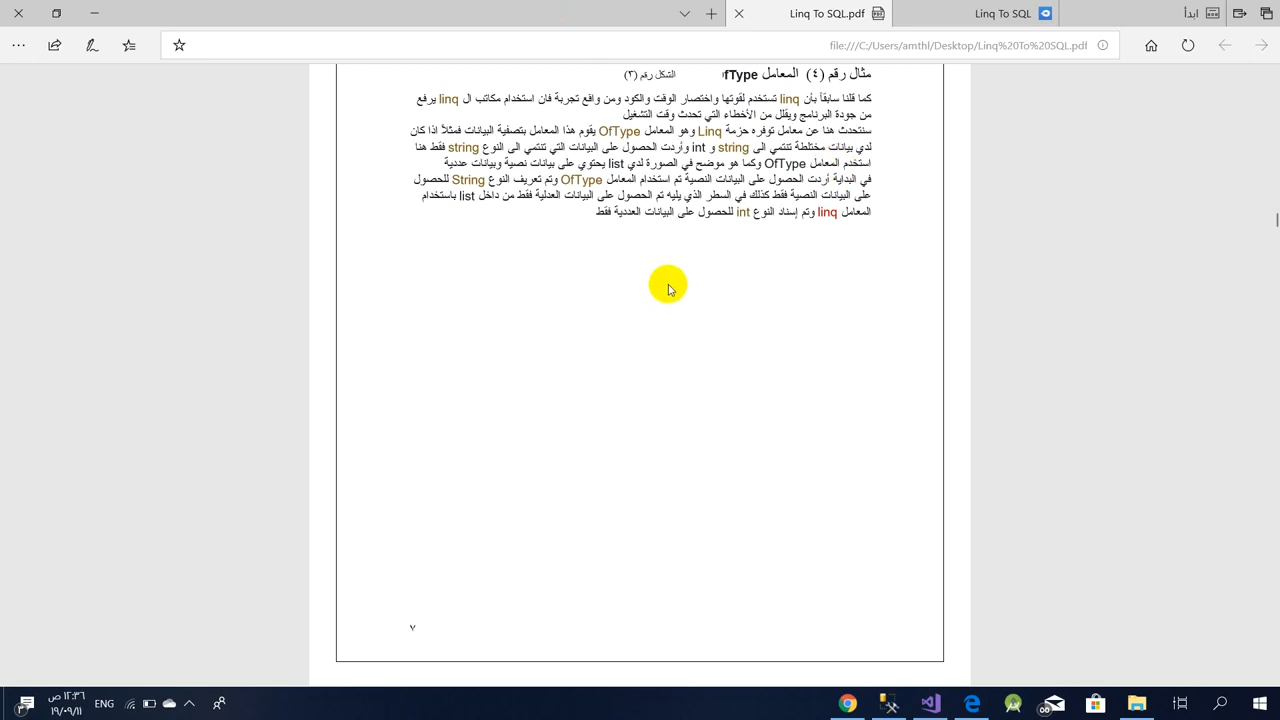 Linq To SQL.pdf
Linq To SQL
ابدأ
file:///C:/Users/amthl/Desktop/Linq%20To%20SQL.pdf
مثال رقم (٤) المعامل fType الشكل رقم (٣)
كما قلنا سابقاً بأن linq تستخدم لقوتها واختصار الوقت والكود ومن واقع تجربة فان استخدام مكاتب ال linq يرفع
من جودة البرنامج ويقلل من الأخطاء التي تحدث وقت التشغيل
سنتحدث هنا عن معامل توفره حزمة Linq وهو المعامل OfType يقوم هذا المعامل بتصفية البيانات فمثلاً اذا كان
لدي بيانات مختلطة تنتمي الى string و int وأردت الحصول على البيانات التي تنتمي الى النوع string فقط هنا
استخدم المعامل OfType وكما هو موضح في الصورة لدي list يحتوي على بيانات نصية وبيانات عددية
في البداية أردت الحصول على البيانات النصية تم استخدام المعامل OfType وتم تعريف النوع String للحصول
على البيانات النصية فقط كذلك في السطر الذي يليه تم الحصول على البيانات العدلية فقط من داخل list باستخدام
المعامل linq وتم إسناد النوع int للحصول على البيانات العددية فقط
٧
١٢:٣٦ ص
ENG
١٩/٠٩/١١